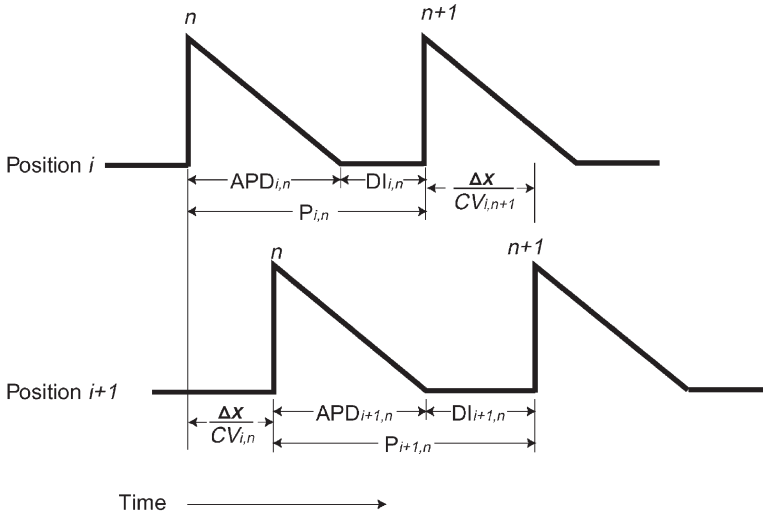 n
n+1
Position i
APDi,n
DIi,n
Δx
CVi,n+1
Pi,n
n
n+1
Position i+1
Δx
CVi,n
APDi+1,n
DIi+1,n
Pi+1,n
Time